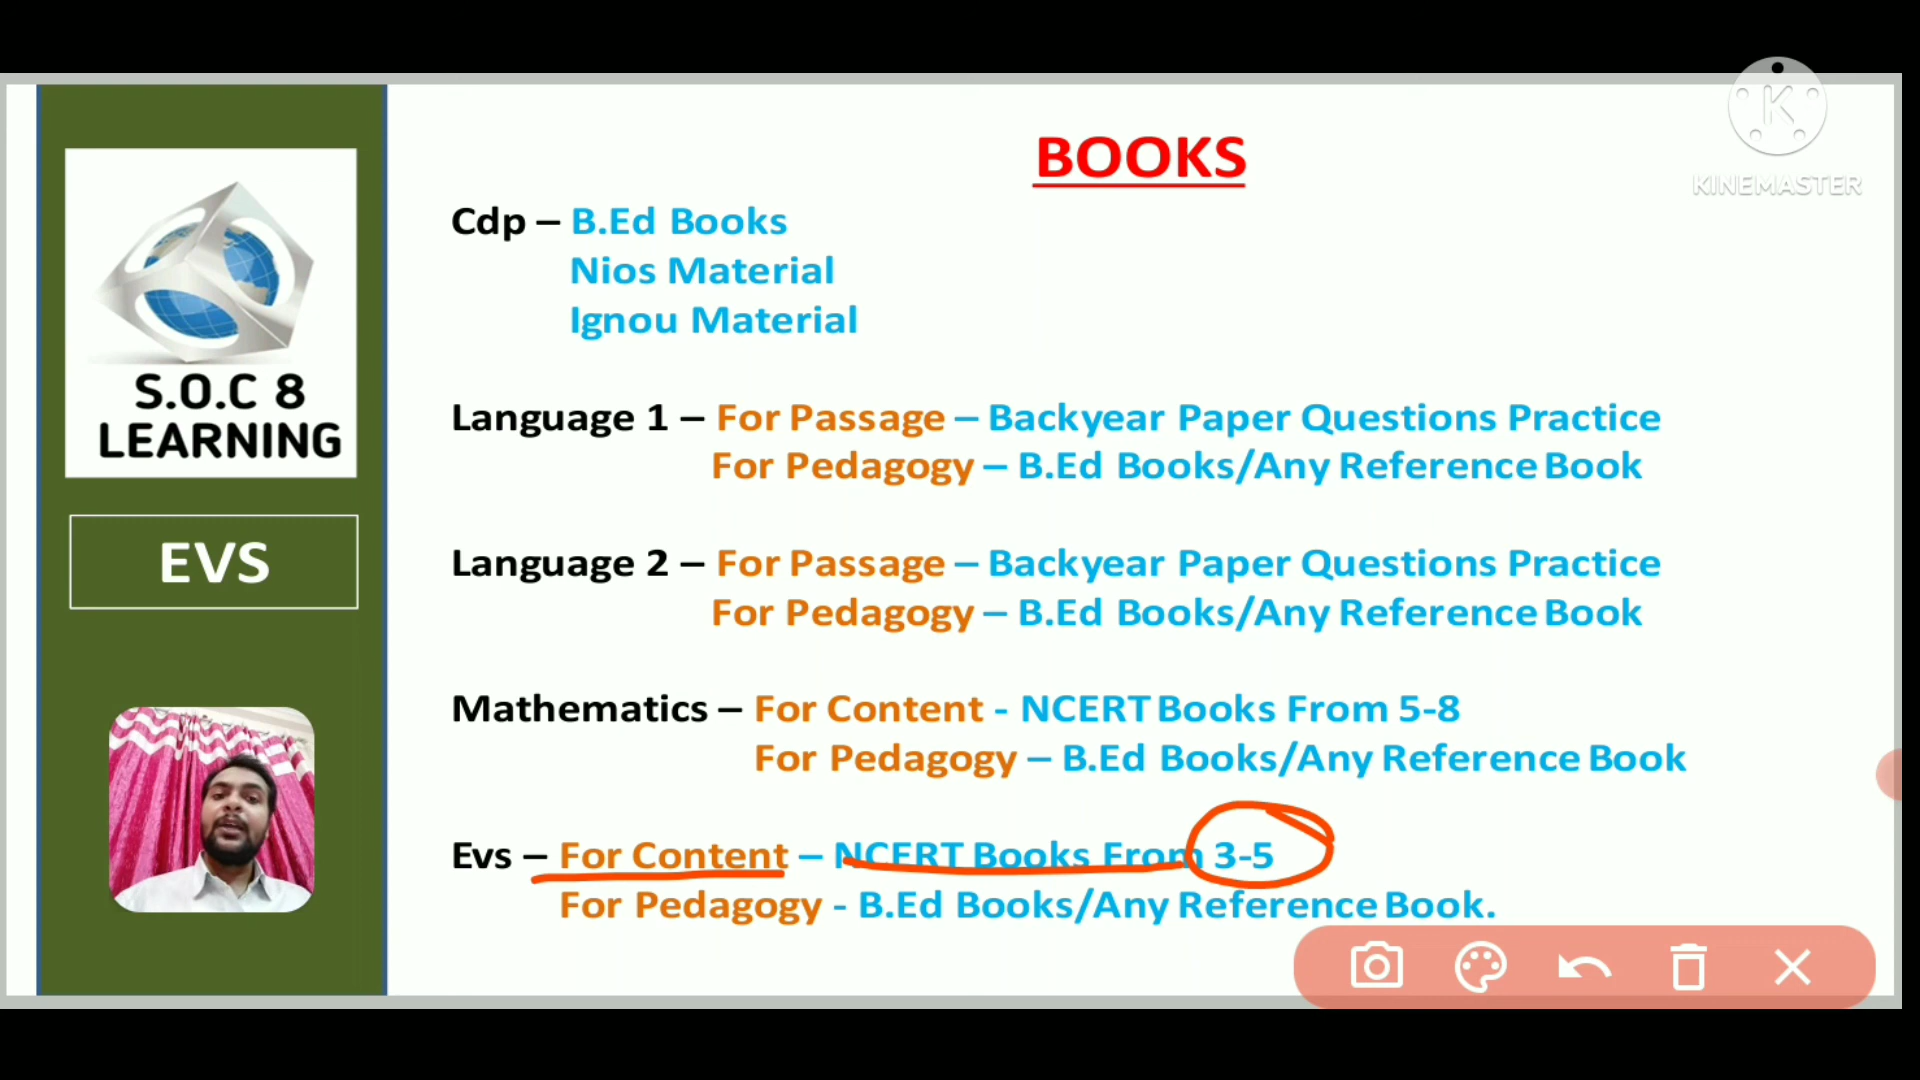 BOOKS
KINEMASTER
Cdp – B.Ed Books
Nios Material
Ignou Material
S.O.C 8
LEARNING
Language 1 – For Passage – Backyear Paper Questions Practice
For Pedagogy – B.Ed Books/Any Reference Book
EVS
Language 2 – For Passage – Backyear Paper Questions Practice
For Pedagogy – B.Ed Books/Any Reference Book
Mathematics – For Content - NCERT Books From 5-8
For Pedagogy – B.Ed Books/Any Reference Book
Evs – For Content – NCERT Books From 3-5
For Pedagogy - B.Ed Books/Any Reference Book.